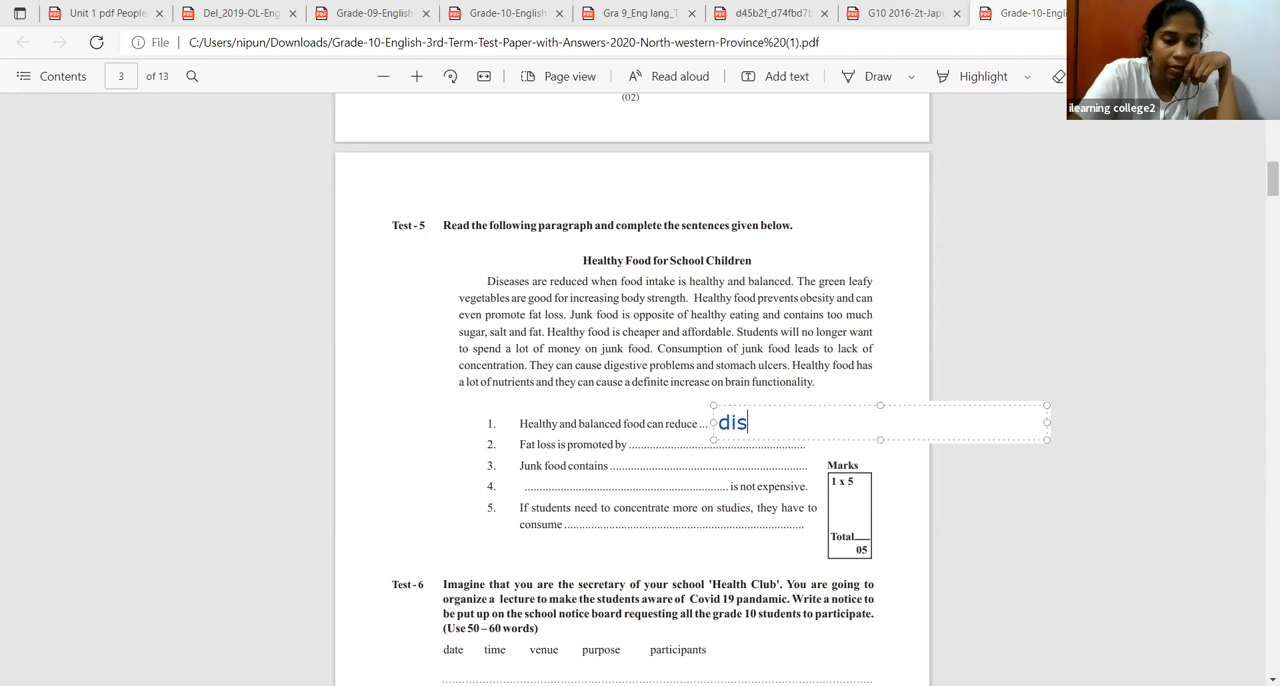 Unit 1 pdf People
Del_2019-OL-Eng
Grade-09-English
Grade-10-English
Gra 9_Eng lang_T
d45b2f_d74fbd7b
G10 2016-2t-Japu
Grade-10-Engli
File C:/Users/nipun/Downloads/Grade-10-English-3rd-Term-Test-Paper-with-Answers-2020-North-western-Province%20(1).pdf
Contents 3 of 13 Page view Read aloud Add text Draw Highlight
ilearning college2
(02)
Test - 5 Read the following paragraph and complete the sentences given below.
Healthy Food for School Children
Diseases are reduced when food intake is healthy and balanced. The green leafy
vegetables are good for increasing body strength. Healthy food prevents obesity and can
even promote fat loss. Junk food is opposite of healthy eating and contains too much
sugar, salt and fat. Healthy food is cheaper and affordable. Students will no longer want
to spend a lot of money on junk food. Consumption of junk food leads to lack of
concentration. They can cause digestive problems and stomach ulcers. Healthy food has
a lot of nutrients and they can cause a definite increase on brain functionality.
1. Healthy and balanced food can reduce ... dis
2. Fat loss is promoted by ............................................................
3. Junk food contains ..................................................................
Marks
1 x 5
4. ..................................................................... is not expensive.
5. If students need to concentrate more on studies, they have to
consume ................................................................................
Total
05
Test - 6 Imagine that you are the secretary of your school 'Health Club'. You are going to
organize a lecture to make the students aware of Covid 19 pandemic. Write a notice to
be put up on the school notice board requesting all the grade 10 students to participate.
(Use 50 – 60 words)
date time venue purpose participants